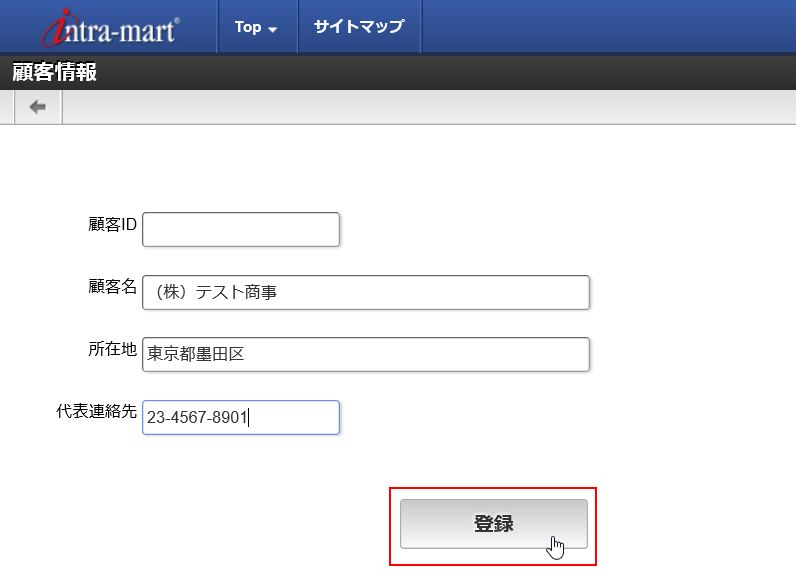 intra-mart® Top サイトマップ
顧客情報
顧客ID
顧客名 （株）テスト商事
所在地 東京都墨田区
代表連絡先 23-4567-8901
登録